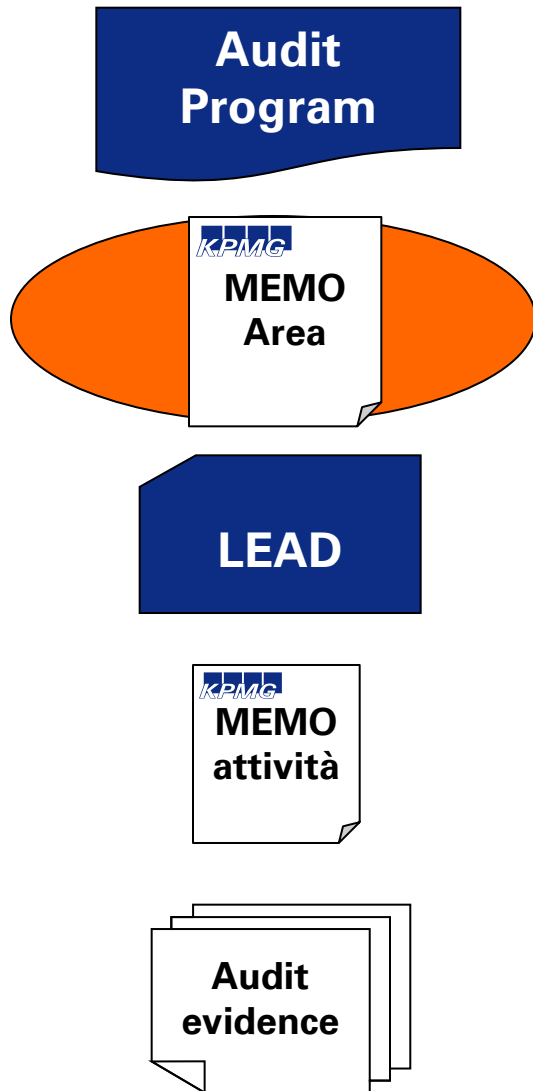 Audit
Program
KPMG
MEMO
Area
LEAD
KPMG
MEMO
attività
Audit
evidence